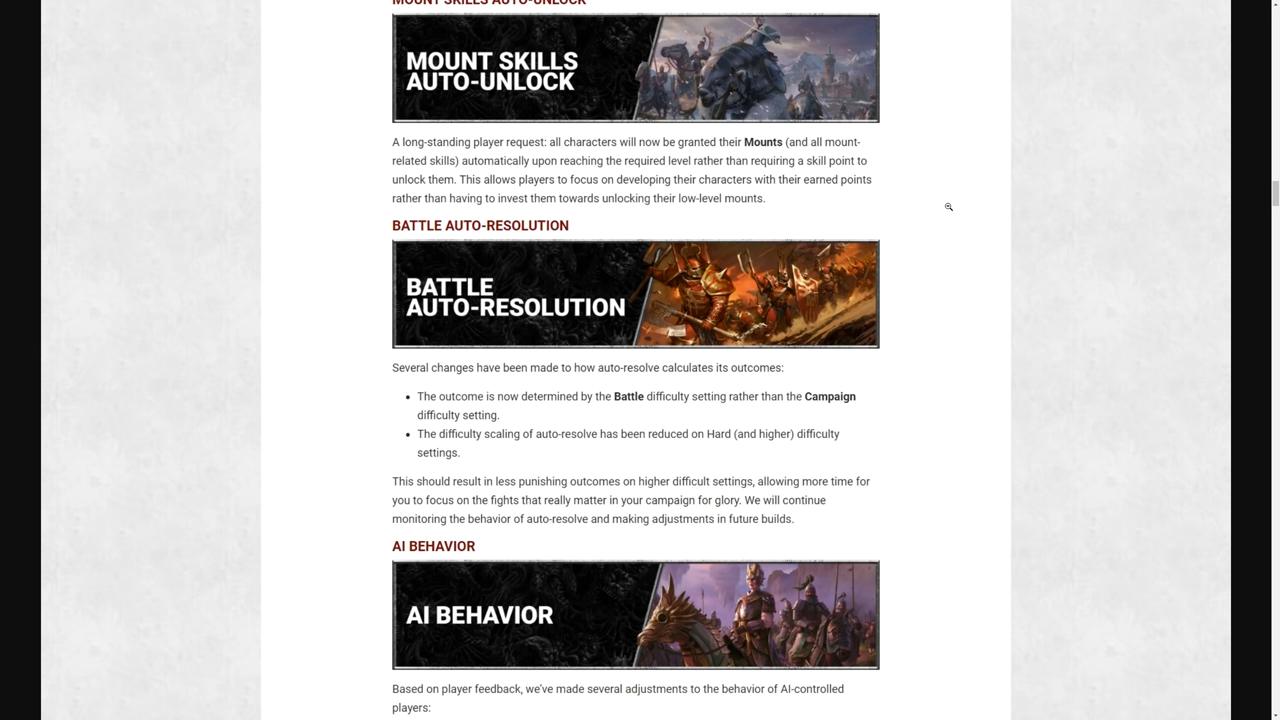 MOUNT SKILLS AUTO-UNLOCK
MOUNT SKILLS
AUTO-UNLOCK
A long-standing player request: all characters will now be granted their Mounts (and all mount-
related skills) automatically upon reaching the required level rather than requiring a skill point to
unlock them. This allows players to focus on developing their characters with their earned points
rather than having to invest them towards unlocking their low-level mounts.
BATTLE AUTO-RESOLUTION
BATTLE
AUTO-RESOLUTION
Several changes have been made to how auto-resolve calculates its outcomes:
• The outcome is now determined by the Battle difficulty setting rather than the Campaign
difficulty setting.
• The difficulty scaling of auto-resolve has been reduced on Hard (and higher) difficulty
settings.
This should result in less punishing outcomes on higher difficult settings, allowing more time for
you to focus on the fights that really matter in your campaign for glory. We will continue
monitoring the behavior of auto-resolve and making adjustments in future builds.
AI BEHAVIOR
AI BEHAVIOR
Based on player feedback, we've made several adjustments to the behavior of AI-controlled
players: